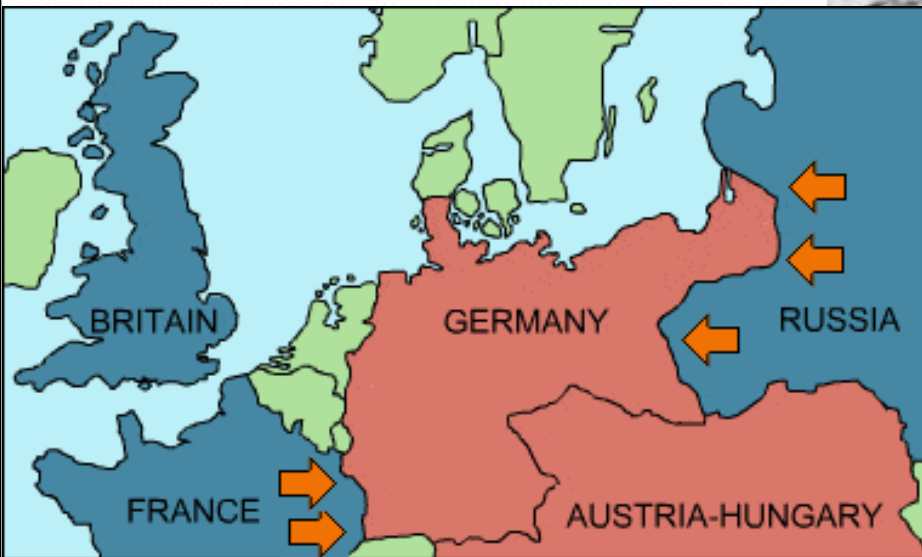 BRITAIN
GERMANY
RUSSIA
FRANCE
AUSTRIA-HUNGARY